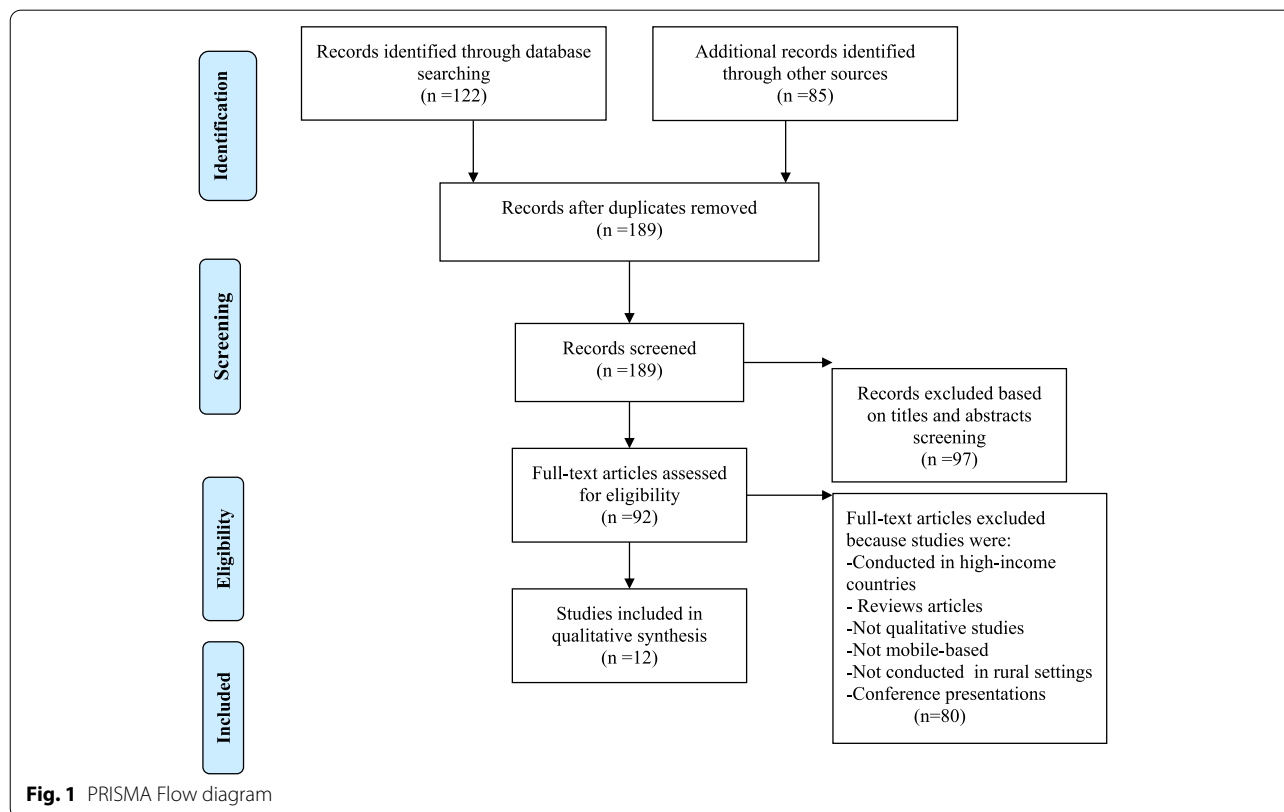 Identification
Records identified through database
searching
(n =122)
Additional records identified
through other sources
(n =85)
Records after duplicates removed
(n =189)
Screening
Records screened
(n =189)
Records excluded based
on titles and abstracts
screening
(n =97)
Eligibility
Full-text articles assessed
for eligibility
(n =92)
Full-text articles excluded
because studies were:
-Conducted in high-income
countries
- Reviews articles
-Not qualitative studies
-Not mobile-based
-Not conducted in rural settings
-Conference presentations
(n=80)
Included
Studies included in
qualitative synthesis
(n =12)
Fig. 1 PRISMA Flow diagram